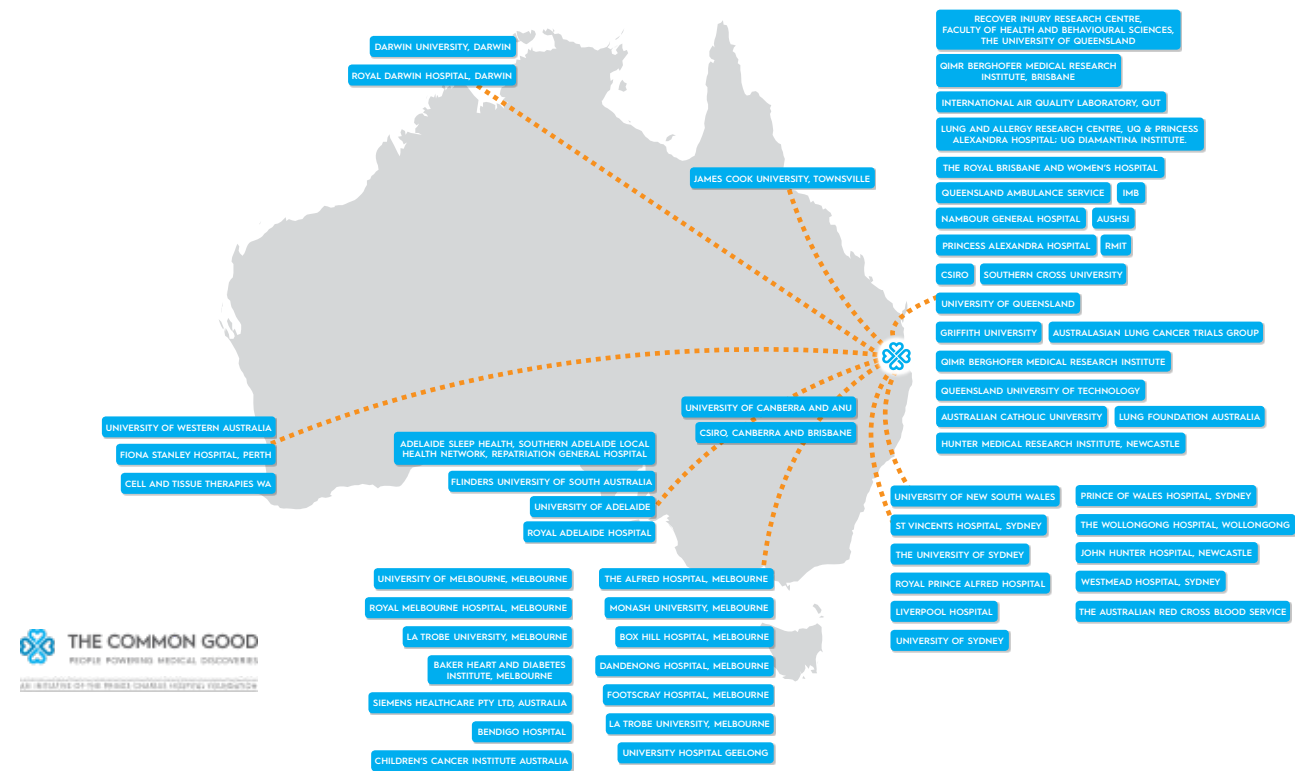 DARWIN UNIVERSITY, DARWIN
ROYAL DARWIN HOSPITAL, DARWIN
JAMES COOK UNIVERSITY, TOWNSVILLE
RECOVER INJURY RESEARCH CENTRE,
FACULTY OF HEALTH AND BEHAVIOURAL SCIENCES,
THE UNIVERSITY OF QUEENSLAND
QIMR BERGHOFER MEDICAL RESEARCH
INSTITUTE, BRISBANE
INTERNATIONAL AIR QUALITY LABORATORY, QUT
LUNG AND ALLERGY RESEARCH CENTRE, UQ & PRINCESS
ALEXANDRA HOSPITAL; UQ DIAMANTINA INSTITUTE.
THE ROYAL BRISBANE AND WOMEN'S HOSPITAL
QUEENSLAND AMBULANCE SERVICE
IMB
NAMBOUR GENERAL HOSPITAL
AUSHSI
PRINCESS ALEXANDRA HOSPITAL
RMIT
CSIRO
SOUTHERN CROSS UNIVERSITY
UNIVERSITY OF QUEENSLAND
GRIFFITH UNIVERSITY
AUSTRALASIAN LUNG CANCER TRIALS GROUP
QIMR BERGHOFER MEDICAL RESEARCH INSTITUTE
QUEENSLAND UNIVERSITY OF TECHNOLOGY
AUSTRALIAN CATHOLIC UNIVERSITY
LUNG FOUNDATION AUSTRALIA
HUNTER MEDICAL RESEARCH INSTITUTE, NEWCASTLE
UNIVERSITY OF CANBERRA AND ANU
CSIRO, CANBERRA AND BRISBANE
UNIVERSITY OF WESTERN AUSTRALIA
FIONA STANLEY HOSPITAL, PERTH
CELL AND TISSUE THERAPIES WA
ADELAIDE SLEEP HEALTH, SOUTHERN ADELAIDE LOCAL
HEALTH NETWORK, REPATRIATION GENERAL HOSPITAL
FLINDERS UNIVERSITY OF SOUTH AUSTRALIA
UNIVERSITY OF ADELAIDE
ROYAL ADELAIDE HOSPITAL
UNIVERSITY OF NEW SOUTH WALES
ST VINCENTS HOSPITAL, SYDNEY
THE UNIVERSITY OF SYDNEY
ROYAL PRINCE ALFRED HOSPITAL
LIVERPOOL HOSPITAL
UNIVERSITY OF SYDNEY
PRINCE OF WALES HOSPITAL, SYDNEY
THE WOLLONGONG HOSPITAL, WOLLONGONG
JOHN HUNTER HOSPITAL, NEWCASTLE
WESTMEAD HOSPITAL, SYDNEY
THE AUSTRALIAN RED CROSS BLOOD SERVICE
UNIVERSITY OF MELBOURNE, MELBOURNE
ROYAL MELBOURNE HOSPITAL, MELBOURNE
LA TROBE UNIVERSITY, MELBOURNE
BAKER HEART AND DIABETES
INSTITUTE, MELBOURNE
SIEMENS HEALTHCARE PTY LTD, AUSTRALIA
BENDIGO HOSPITAL
CHILDREN'S CANCER INSTITUTE AUSTRALIA
THE ALFRED HOSPITAL, MELBOURNE
MONASH UNIVERSITY, MELBOURNE
BOX HILL HOSPITAL, MELBOURNE
DANDENONG HOSPITAL, MELBOURNE
FOOTSCRAY HOSPITAL, MELBOURNE
LA TROBE UNIVERSITY, MELBOURNE
UNIVERSITY HOSPITAL GEELONG
THE COMMON GOOD
PEOPLE POWERING MEDICAL DISCOVERIES
AN INITIATIVE OF THE PRINCE CHARLES HOSPITAL FOUNDATION